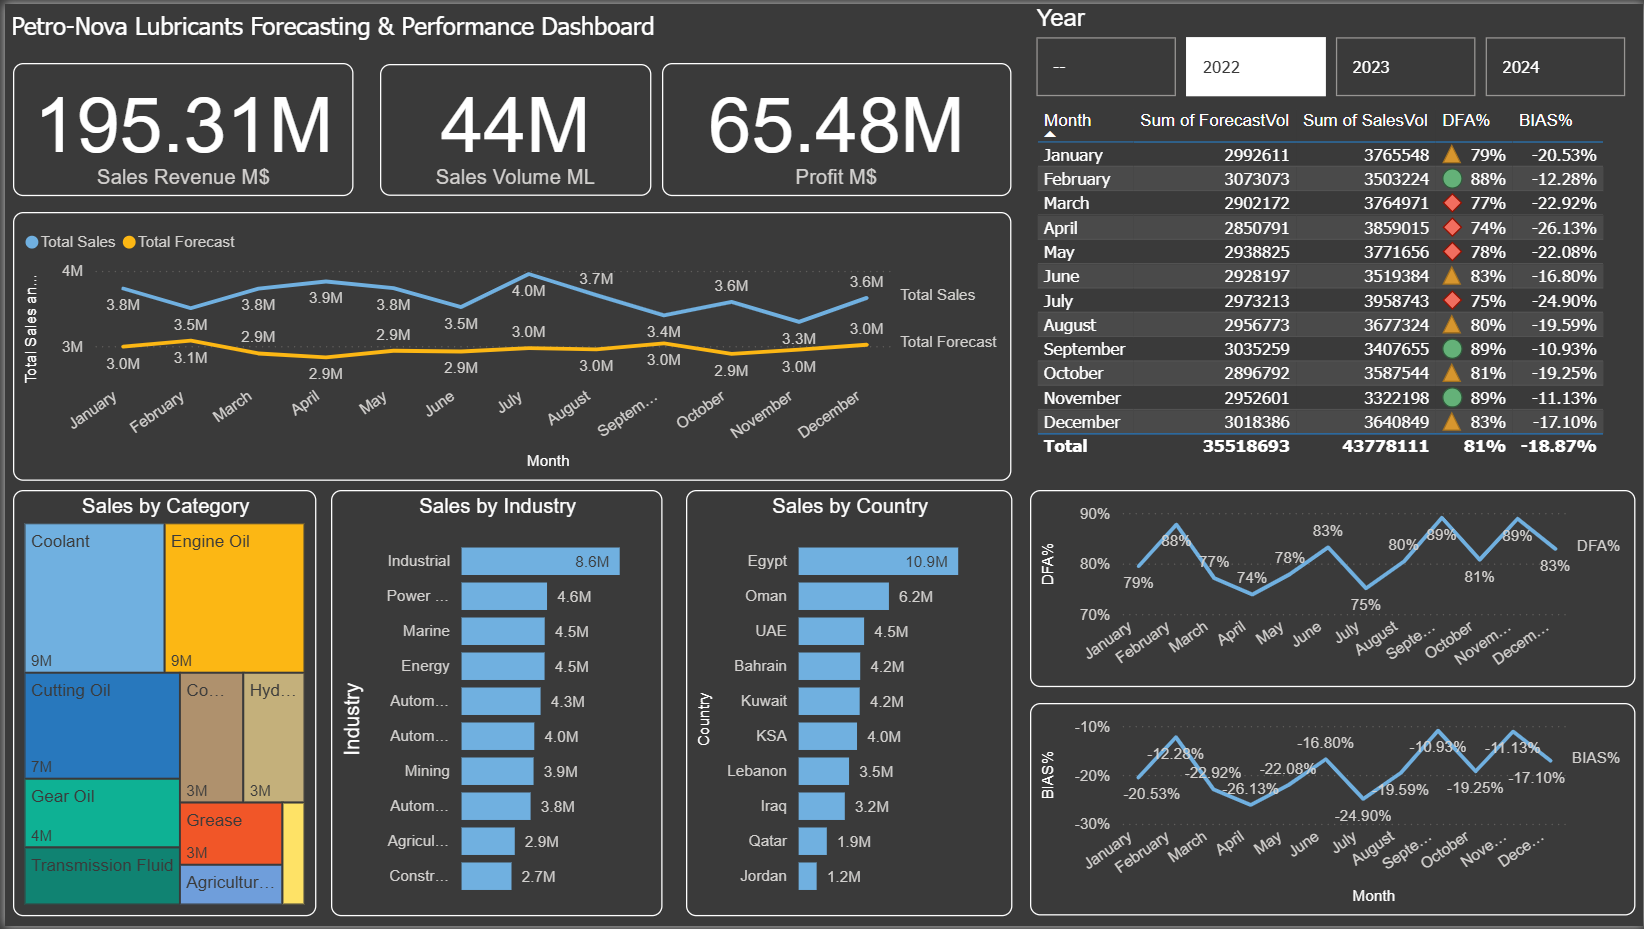 Petro-Nova Lubricants Forecasting & Performance Dashboard
195.31M
Sales Revenue M$
44M
Sales Volume ML
65.48M
Profit M$
Year
--
2022
2023
2024
Month Sum of ForecastVol Sum of SalesVol DFA% BIAS%
January 2992611 3765548 79% -20.53%
February 3073073 3503224 88% -12.28%
March 2902172 3764971 77% -22.92%
April 2850791 3859015 74% -26.13%
May 2938825 3771656 78% -22.08%
June 2928197 3519384 83% -16.80%
July 2973213 3958743 75% -24.90%
August 2956773 3677324 80% -19.59%
September 3035259 3407655 89% -10.93%
October 2896792 3587544 81% -19.25%
November 2952601 3322198 89% -11.13%
December 3018386 3640849 83% -17.10%
Total 35518693 43778111 81% -18.87%
Total Sales Total Forecast
Total Sales an...
4M
3M
3.8M 3.5M 3.8M 3.9M 3.8M 3.5M 4.0M 3.7M 3.4M 3.6M 3.3M 3.6M
Total Sales
3.0M 3.1M 2.9M 2.9M 2.9M 2.9M 3.0M 3.0M 3.0M 2.9M 3.0M 3.0M
Total Forecast
January February March April May June July August Septem... October November December
Month
Sales by Category
Coolant
9M
Engine Oil
9M
Cutting Oil
7M
Co...
3M
Hyd...
3M
Gear Oil
4M
Grease
3M
Transmission Fluid
Agricultur...
Sales by Industry
Industry
Industrial 8.6M
Power ... 4.6M
Marine 4.5M
Energy 4.5M
Autom... 4.3M
Autom... 4.0M
Mining 3.9M
Autom... 3.8M
Agricul... 2.9M
Constr... 2.7M
Sales by Country
Country
Egypt 10.9M
Oman 6.2M
UAE 4.5M
Bahrain 4.2M
Kuwait 4.2M
KSA 4.0M
Lebanon 3.5M
Iraq 3.2M
Qatar 1.9M
Jordan 1.2M
DFA%
90%
80%
70%
79% 88% 77% 74% 78% 83% 75% 80% 89% 81% 89% 83%
DFA%
January February March April May June July August Septe... October Novem... Decem...
BIAS%
-10%
-20%
-30%
-20.53% -12.28% -22.92% -26.13% -22.08% -16.80% -24.90% -19.59% -10.93% -19.25% -11.13% -17.10%
BIAS%
January February March April May June July August Septe... October Nove... Dece...
Month